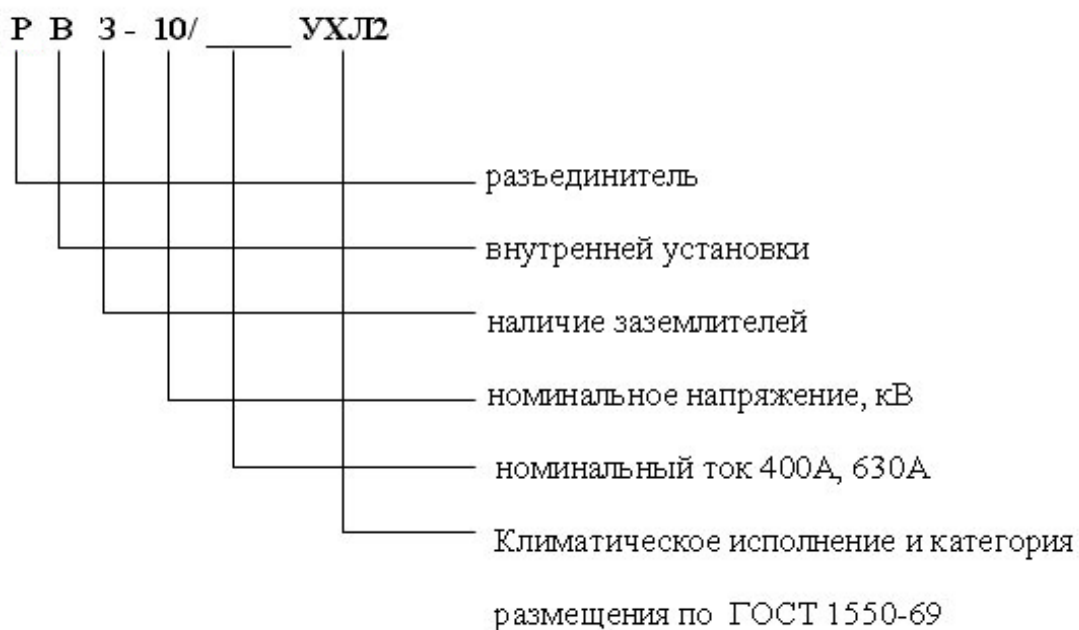 Р В З - 10/ _____ УХЛ2
разъединитель
внутренней установки
наличие заземлителей
номинальное напряжение, кВ
номинальный ток 400А, 630А
Климатическое исполнение и категория
размещения по ГОСТ 1550-69